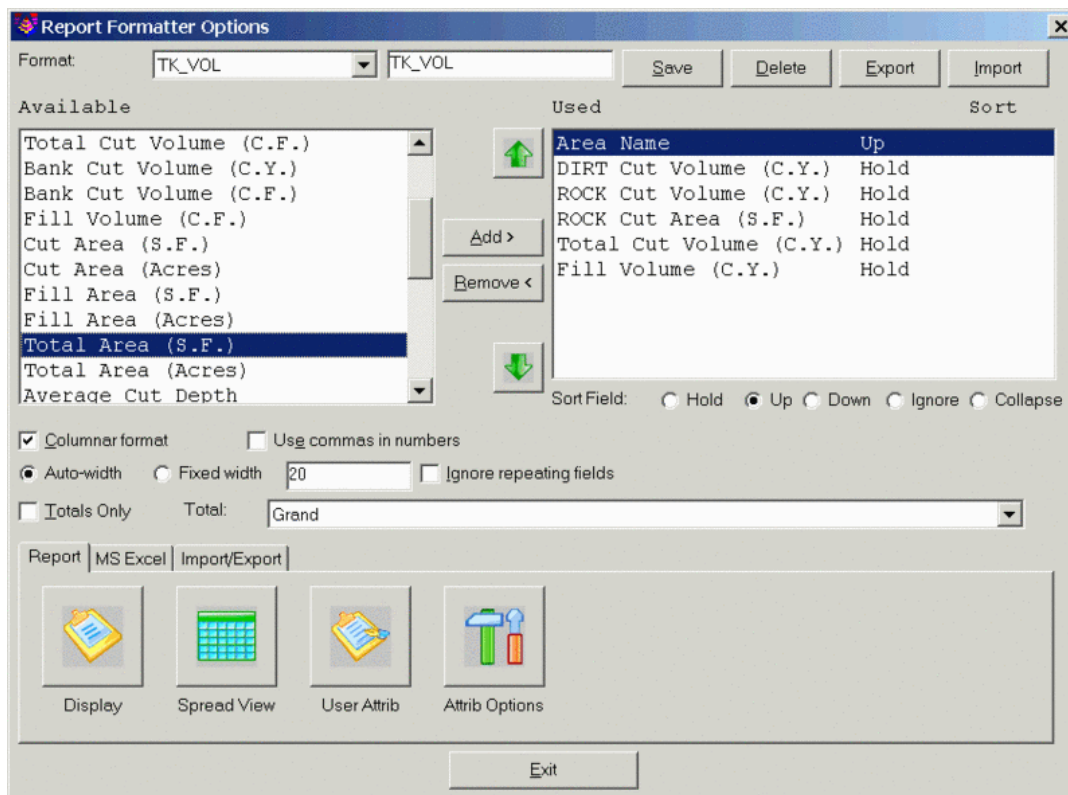 Report Formatter Options
Format: TK_VOL TK_VOL Save Delete Export Import
Available Used Sort
Total Cut Volume (C.F.)
Bank Cut Volume (C.Y.)
Bank Cut Volume (C.F.)
Fill Volume (C.F.)
Cut Area (S.F.)
Cut Area (Acres)
Fill Area (S.F.)
Fill Area (Acres)
Total Area (S.F.)
Total Area (Acres)
Average Cut Depth
Add >
Remove <
Area Name Up
DIRT Cut Volume (C.Y.) Hold
ROCK Cut Volume (C.Y.) Hold
ROCK Cut Area (S.F.) Hold
Total Cut Volume (C.Y.) Hold
Fill Volume (C.Y.) Hold
Sort Field: Hold Up Down Ignore Collapse
Columnar format Use commas in numbers
Auto-width Fixed width 20 Ignore repeating fields
Totals Only Total: Grand
Report MS Excel Import/Export
Display Spread View User Attrib Attrib Options
Exit